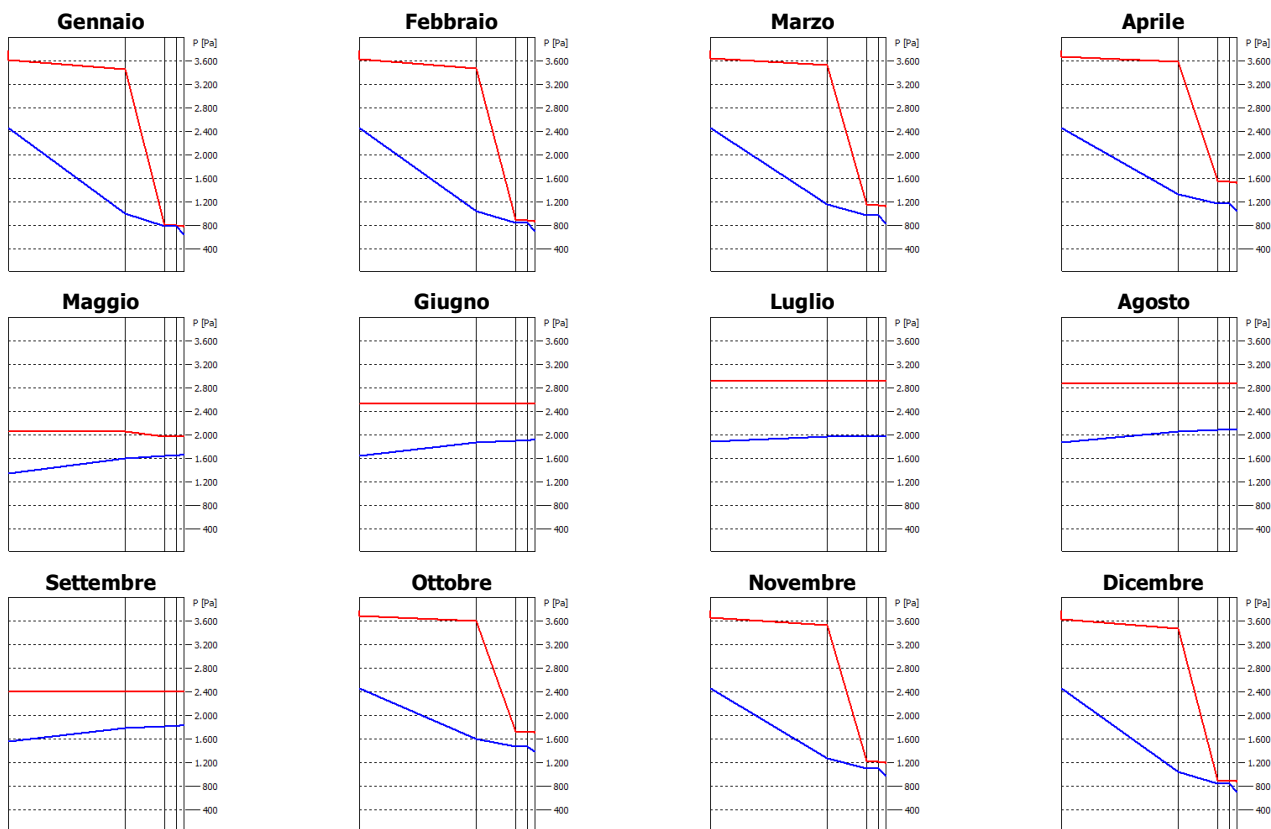 Gennaio Febbraio Marzo Aprile
P [Pa] P [Pa] P [Pa] P [Pa]
3.600 3.600 3.600 3.600
3.200 3.200 3.200 3.200
2.800 2.800 2.800 2.800
2.400 2.400 2.400 2.400
2.000 2.000 2.000 2.000
1.600 1.600 1.600 1.600
1.200 1.200 1.200 1.200
800 800 800 800
400 400 400 400
Maggio Giugno Luglio Agosto
P [Pa] P [Pa] P [Pa] P [Pa]
3.600 3.600 3.600 3.600
3.200 3.200 3.200 3.200
2.800 2.800 2.800 2.800
2.400 2.400 2.400 2.400
2.000 2.000 2.000 2.000
1.600 1.600 1.600 1.600
1.200 1.200 1.200 1.200
800 800 800 800
400 400 400 400
Settembre Ottobre Novembre Dicembre
P [Pa] P [Pa] P [Pa] P [Pa]
3.600 3.600 3.600 3.600
3.200 3.200 3.200 3.200
2.800 2.800 2.800 2.800
2.400 2.400 2.400 2.400
2.000 2.000 2.000 2.000
1.600 1.600 1.600 1.600
1.200 1.200 1.200 1.200
800 800 800 800
400 400 400 400